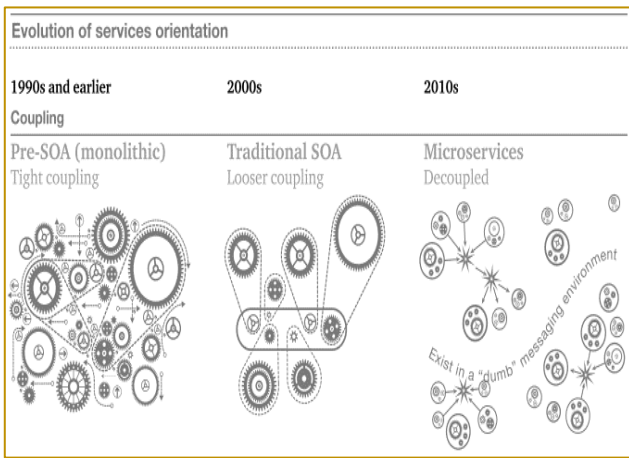 Evolution of services orientation
1990s and earlier
2000s
2010s
Coupling
Pre-SOA (monolithic)
Traditional SOA
Microservices
Tight coupling
Looser coupling
Decoupled
Exist in a "dumb" messaging environment